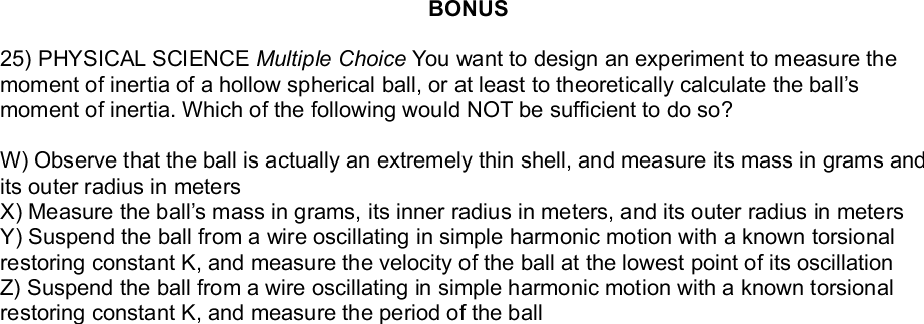 BONUS
25) PHYSICAL SCIENCE Multiple Choice You want to design an experiment to measure the
moment of inertia of a hollow spherical ball, or at least to theoretically calculate the ball’s
moment of inertia. Which of the following would NOT be sufficient to do so?
W) Observe that the ball is actually an extremely thin shell, and measure its mass in grams and
its outer radius in meters
X) Measure the ball’s mass in grams, its inner radius in meters, and its outer radius in meters
Y) Suspend the ball from a wire oscillating in simple harmonic motion with a known torsional
restoring constant K, and measure the velocity of the ball at the lowest point of its oscillation
Z) Suspend the ball from a wire oscillating in simple harmonic motion with a known torsional
restoring constant K, and measure the period of the ball